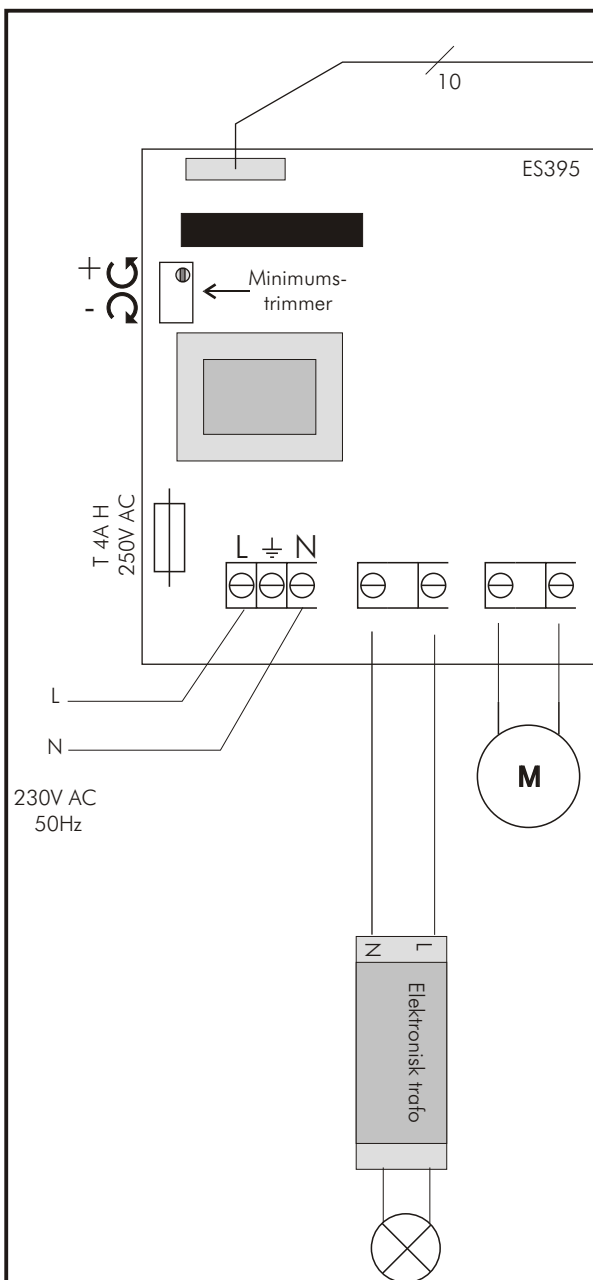 10
ES395
+
-
Minimums-
trimmer
T 4A H
250V AC
L N
L
N
230V AC
50Hz
M
N L
Elektronisk trafo